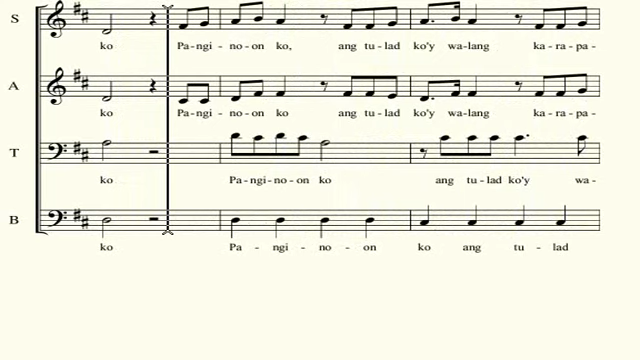 S
ko Pa-ngi-no-on ko, ang tu-lad ko'y wa-lang ka-ra-pa-
A
ko Pa-ngi-no-on ko ang tu-lad ko'y wa-lang ka-ra-pa-
T
ko Pa-ngi-no-on ko ang tu-lad ko'y wa-
B
ko Pa - ngi - no - on ko ang tu - lad